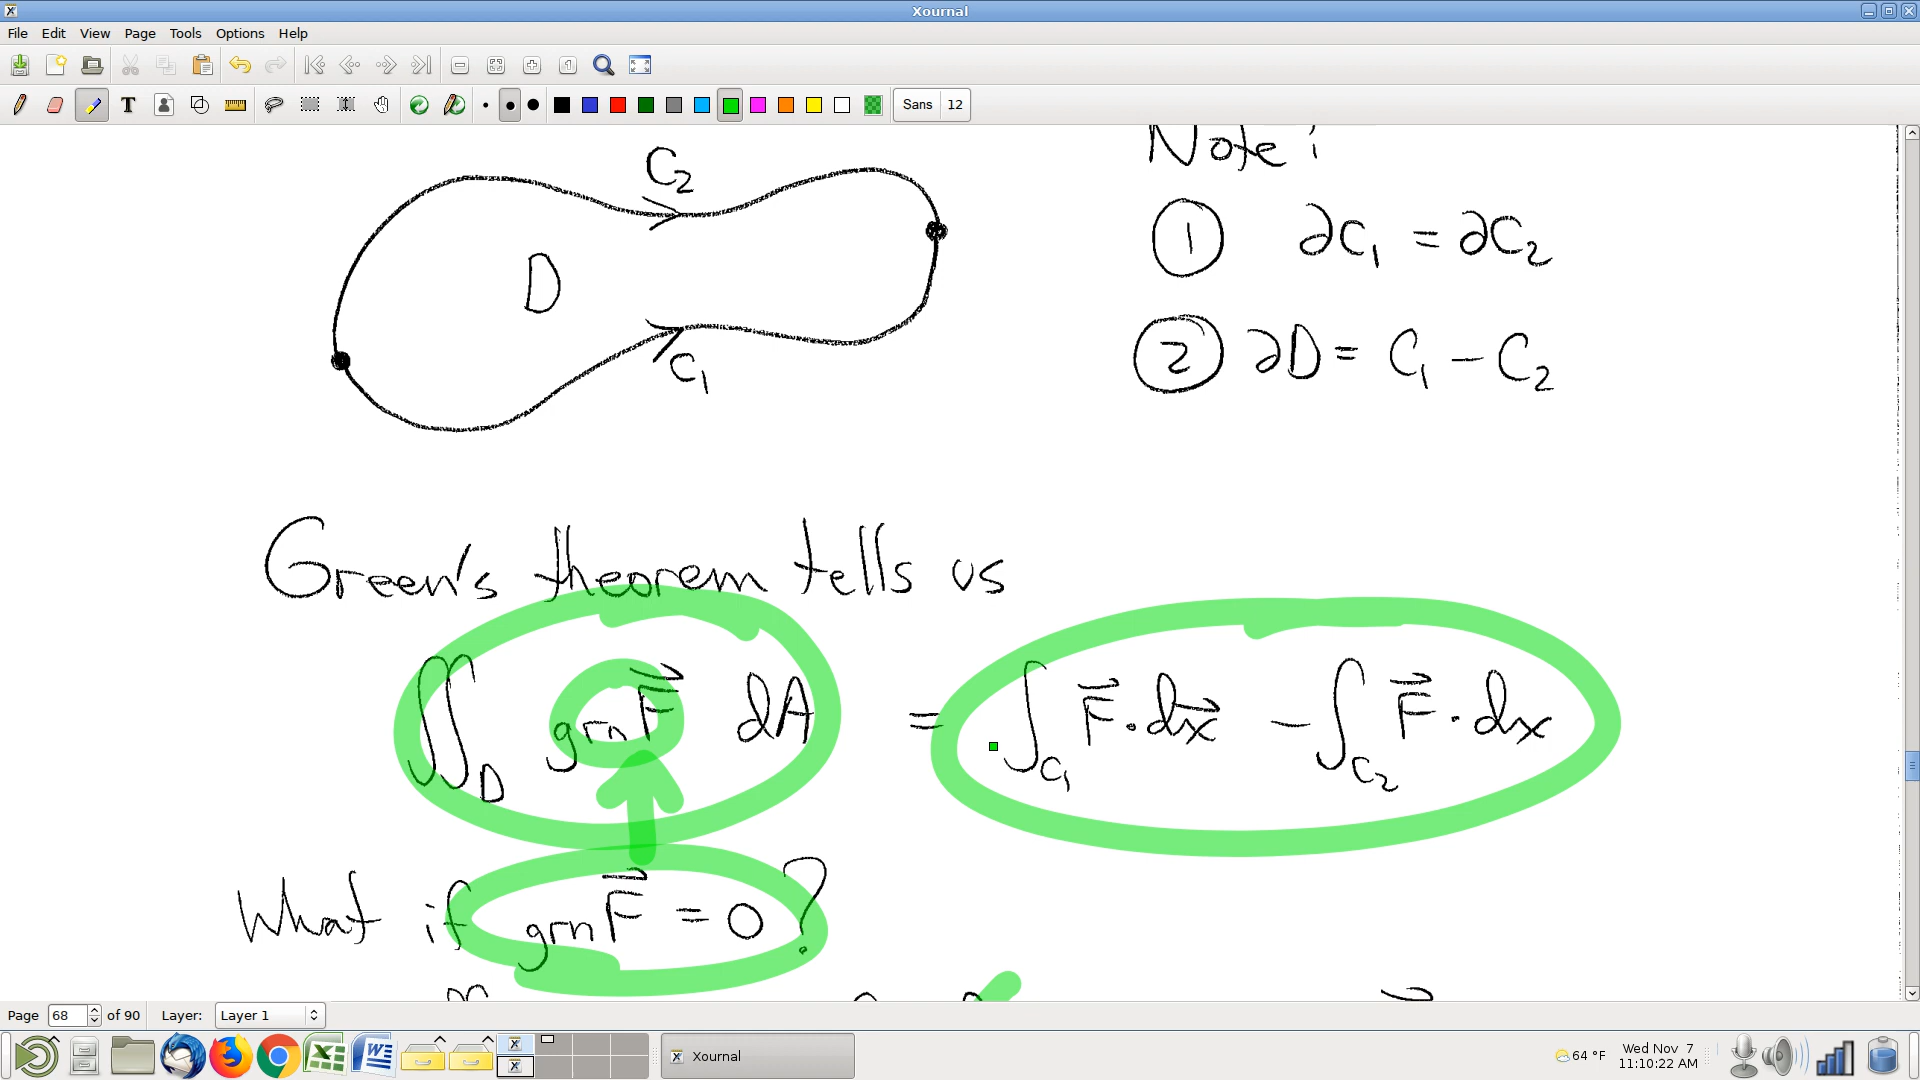 Xournal
File Edit View Page Tools Options Help
Sans 12
Note:
C₂
① ∂C₁ = ∂C₂
D
② ∂D = C₁ − C₂
C₁
Green's theorem tells us
∬_D grn F⃗ dA = ∫_C₁ F⃗ · dx⃗ − ∫_C₂ F⃗ · dx
What if grn F⃗ = 0?
Page 68 of 90 Layer: Layer 1
Xournal
64 °F Wed Nov 7
11:10:22 AM